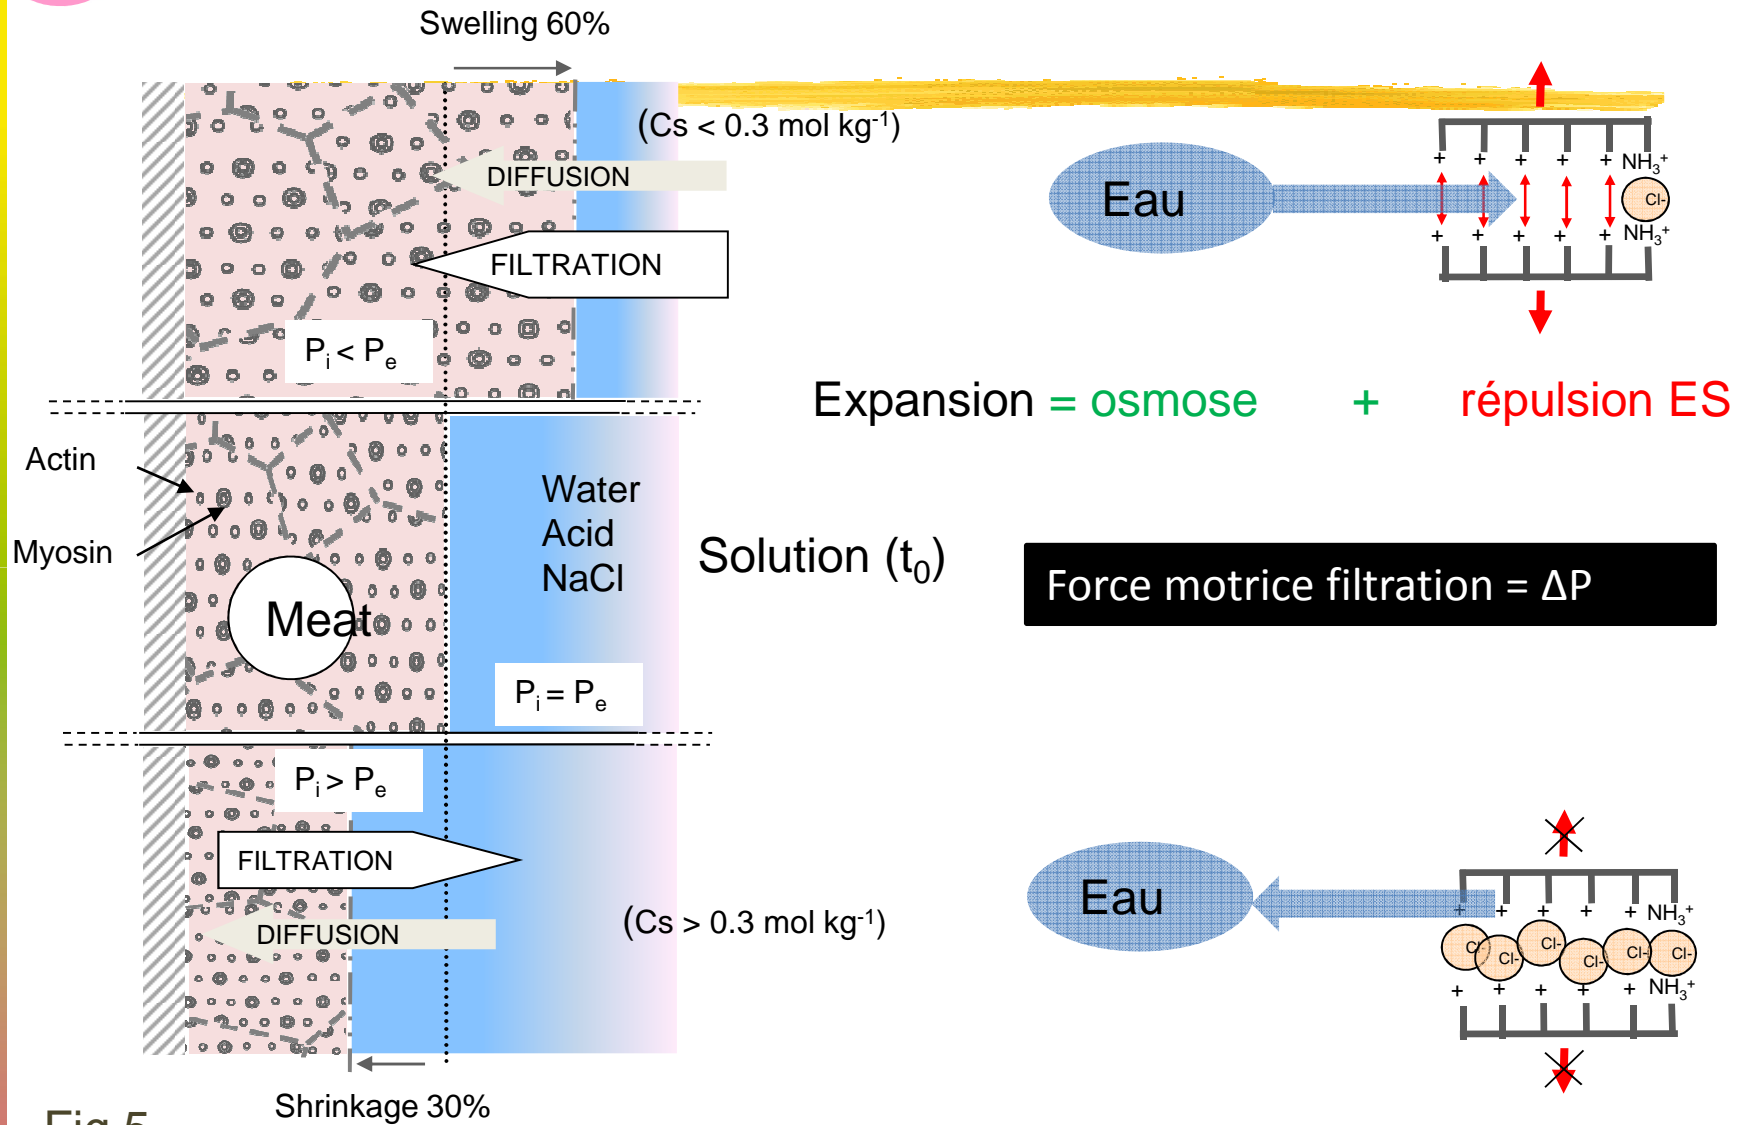 Swelling 60%
(Cs < 0.3 mol kg-1)
DIFFUSION
FILTRATION
Pi < Pe
Eau
+ + + + + NH3+
Cl-
+ + + + + NH3+
Expansion = osmose + répulsion ES
Actin
Myosin
Meat
Water
Acid
NaCl
Solution (t0)
Pi = Pe
Force motrice filtration = ΔP
Pi > Pe
FILTRATION
DIFFUSION
(Cs > 0.3 mol kg-1)
Eau
+ + + + + NH3+
Cl- Cl- Cl- Cl- Cl- Cl-
+ + + + + NH3+
Shrinkage 30%
Fig 5